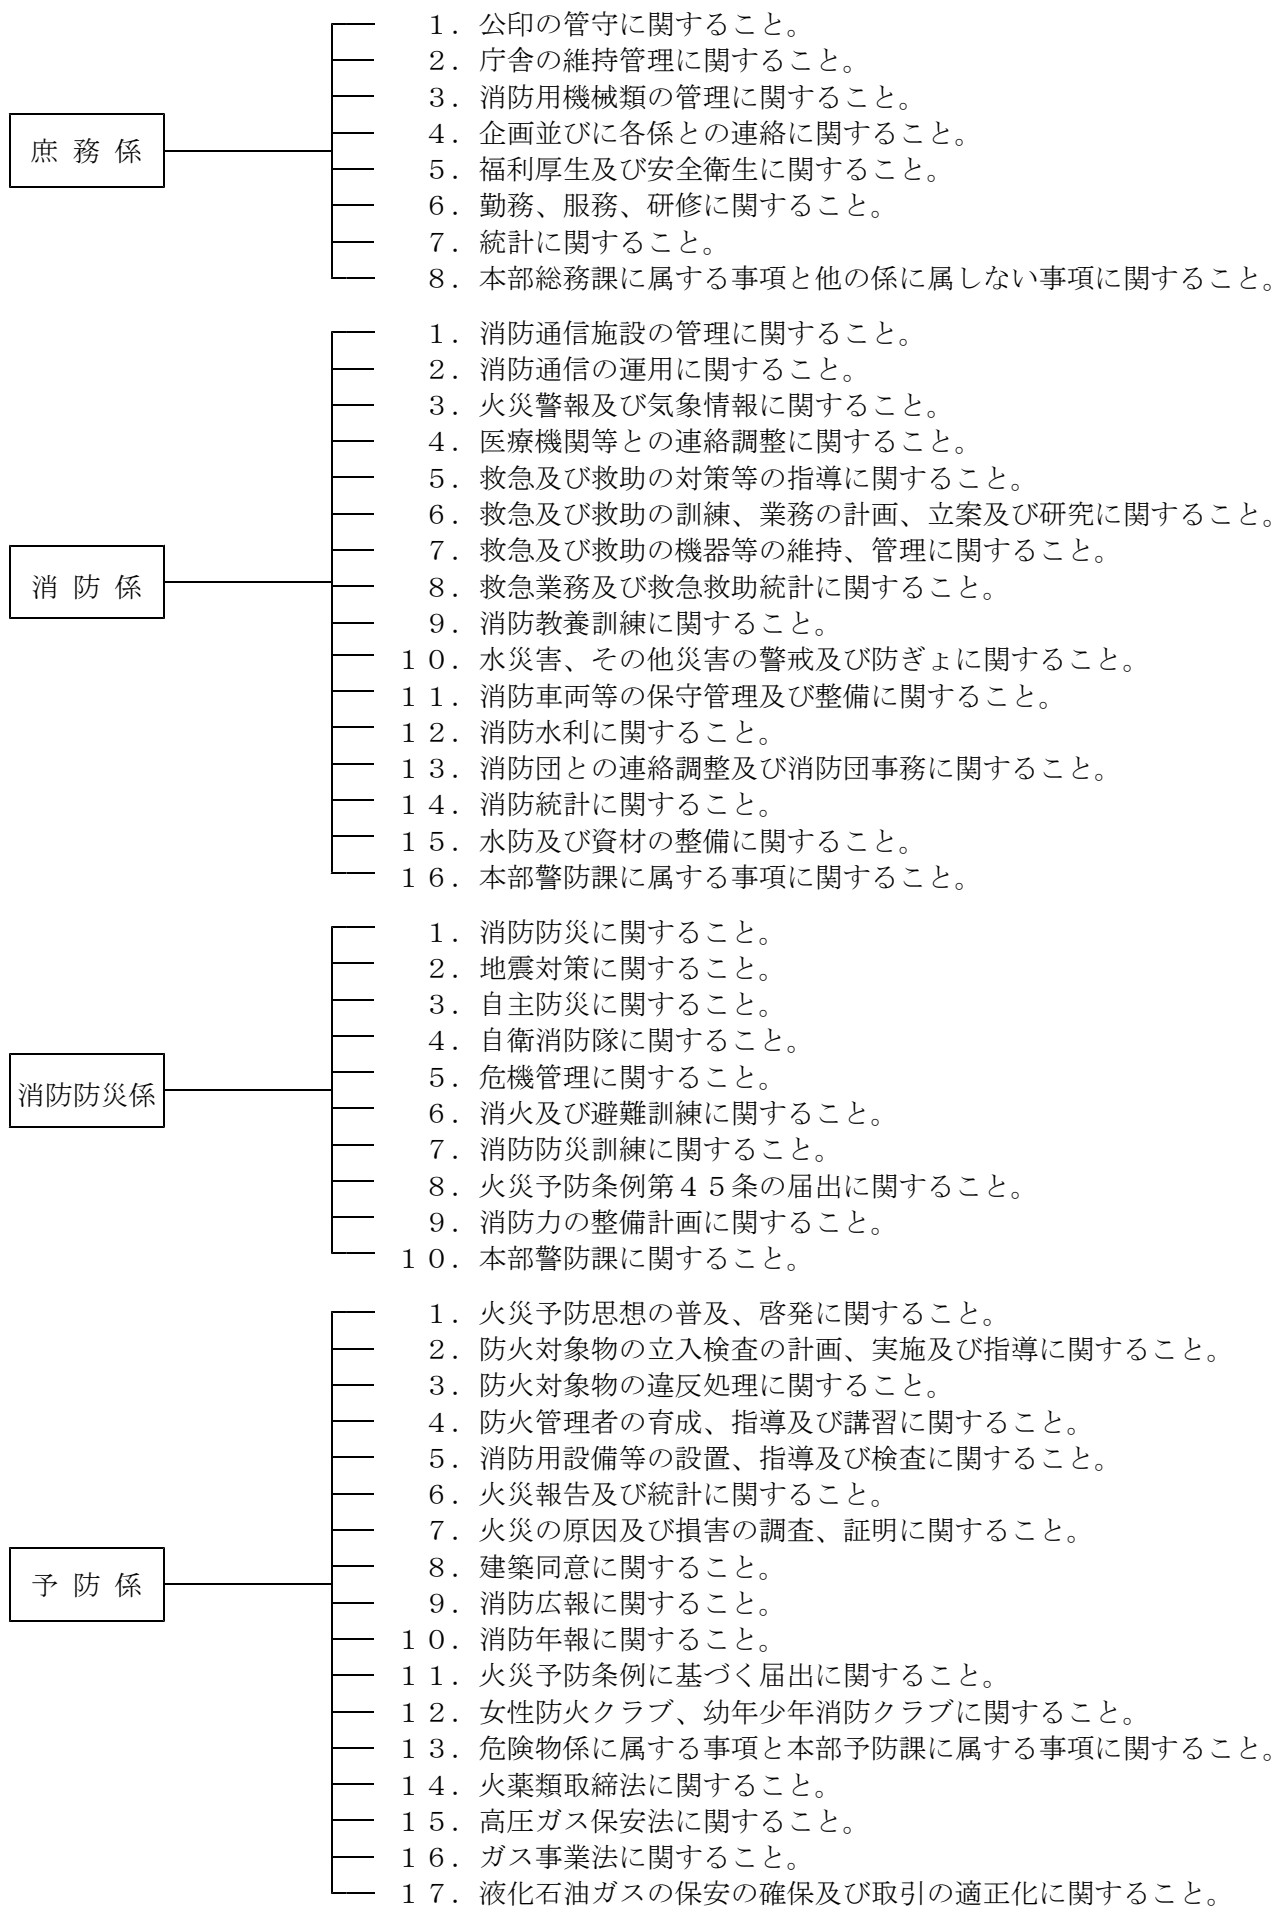 庶務係
１．公印の管守に関すること。
２．庁舎の維持管理に関すること。
３．消防用機械類の管理に関すること。
４．企画並びに各係との連絡に関すること。
５．福利厚生及び安全衛生に関すること。
６．勤務、服務、研修に関すること。
７．統計に関すること。
８．本部総務課に属する事項と他の係に属しない事項に関すること。
消防係
１．消防通信施設の管理に関すること。
２．消防通信の運用に関すること。
３．火災警報及び気象情報に関すること。
４．医療機関等との連絡調整に関すること。
５．救急及び救助の対策等の指導に関すること。
６．救急及び救助の訓練、業務の計画、立案及び研究に関すること。
７．救急及び救助の機器等の維持、管理に関すること。
８．救急業務及び救急救助統計に関すること。
９．消防教養訓練に関すること。
１０．水災害、その他災害の警戒及び防ぎょに関すること。
１１．消防車両等の保守管理及び整備に関すること。
１２．消防水利に関すること。
１３．消防団との連絡調整及び消防団事務に関すること。
１４．消防統計に関すること。
１５．水防及び資材の整備に関すること。
１６．本部警防課に属する事項に関すること。
消防防災係
１．消防防災に関すること。
２．地震対策に関すること。
３．自主防災に関すること。
４．自衛消防隊に関すること。
５．危機管理に関すること。
６．消火及び避難訓練に関すること。
７．消防防災訓練に関すること。
８．火災予防条例第４５条の届出に関すること。
９．消防力の整備計画に関すること。
１０．本部警防課に関すること。
予防係
１．火災予防思想の普及、啓発に関すること。
２．防火対象物の立入検査の計画、実施及び指導に関すること。
３．防火対象物の違反処理に関すること。
４．防火管理者の育成、指導及び講習に関すること。
５．消防用設備等の設置、指導及び検査に関すること。
６．火災報告及び統計に関すること。
７．火災の原因及び損害の調査、証明に関すること。
８．建築同意に関すること。
９．消防広報に関すること。
１０．消防年報に関すること。
１１．火災予防条例に基づく届出に関すること。
１２．女性防火クラブ、幼年少年消防クラブに関すること。
１３．危険物係に属する事項と本部予防課に属する事項に関すること。
１４．火薬類取締法に関すること。
１５．高圧ガス保安法に関すること。
１６．ガス事業法に関すること。
１７．液化石油ガスの保安の確保及び取引の適正化に関すること。